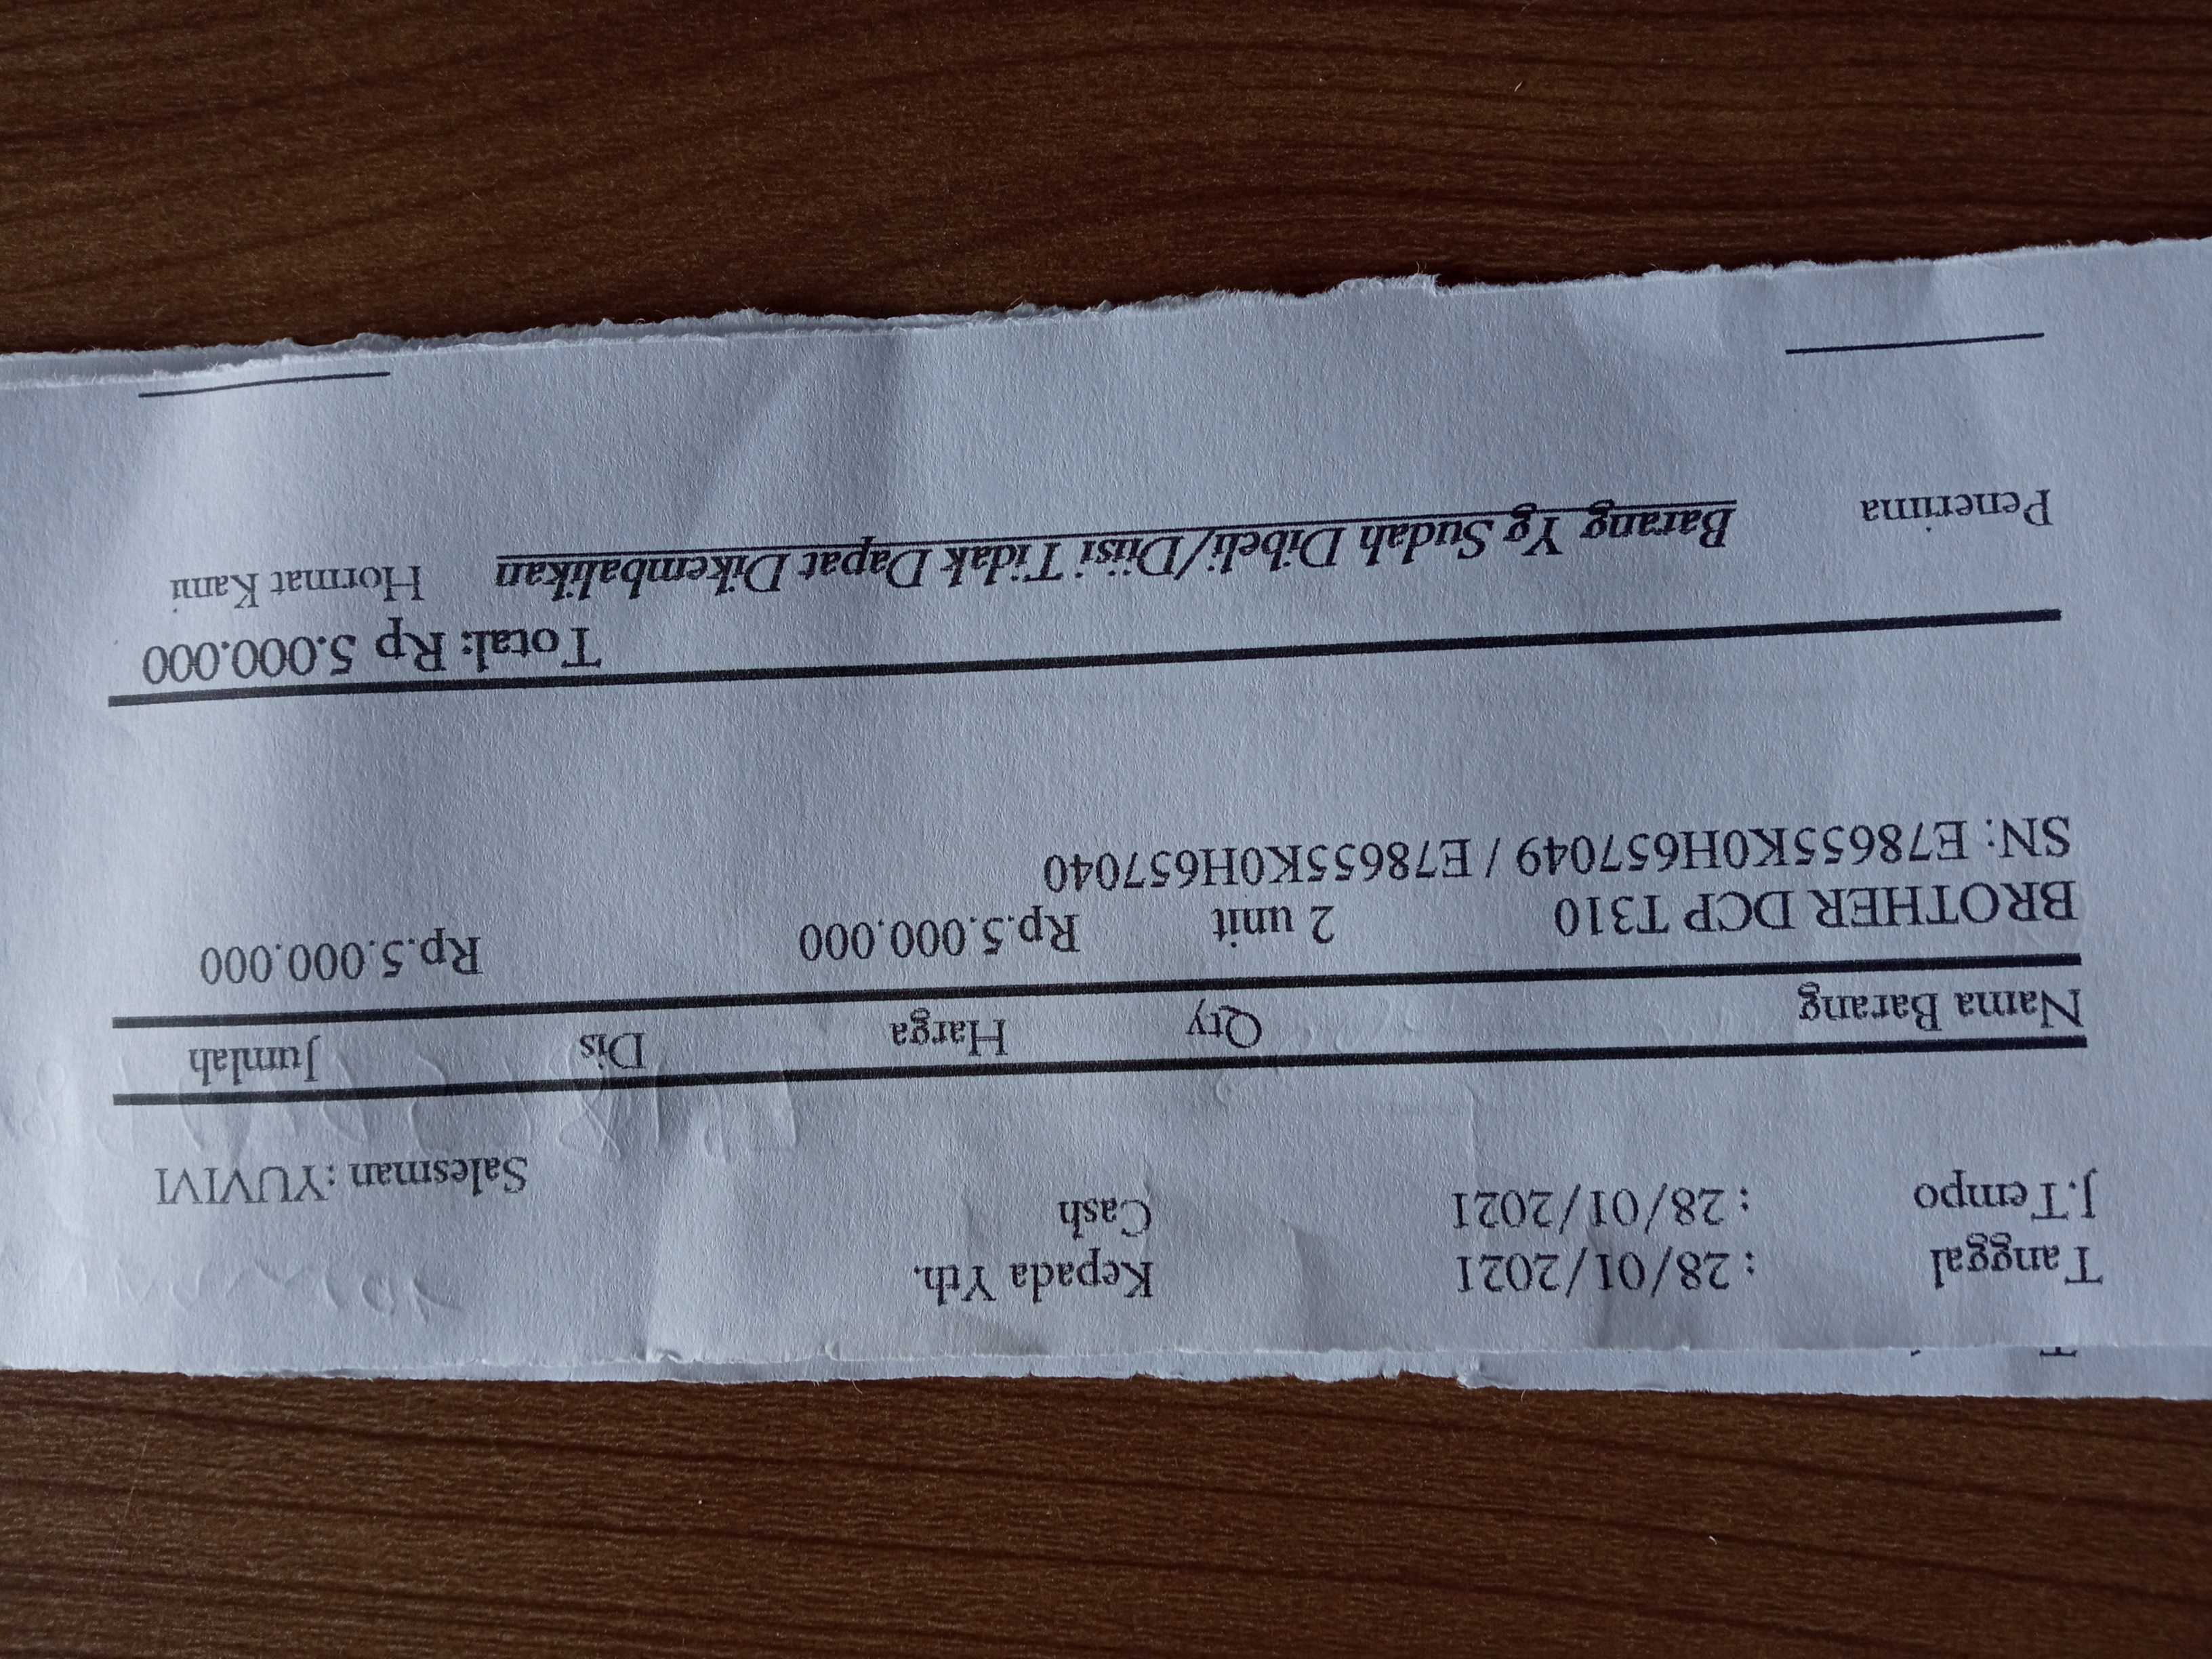 Tanggal : 28/01/2021 Kepada Yth.
J.Tempo : 28/01/2021 Cash Salesman : YUVIVI
Nama Barang Qty Harga Dis Jumlah
BROTHER DCP T310 2 unit Rp.5.000.000 Rp.5.000.000
SN: E78655K0H657049 / E78655K0H657040
Total: Rp 5.000.000
Penerima Barang Yg Sudah Dibeli/Diisi Tidak Dapat Dikembalikan Hormat Kami